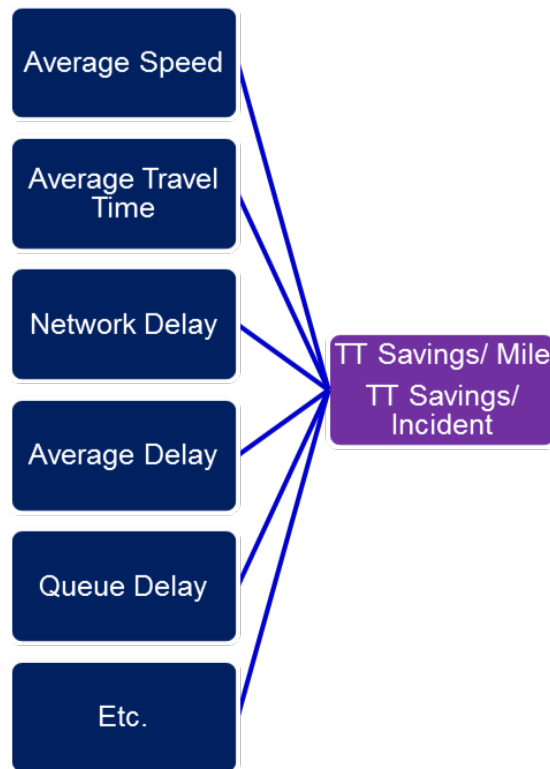 Average Speed
Average Travel
Time
Network Delay
Average Delay
Queue Delay
Etc.
TT Savings/ Mile
TT Savings/
Incident